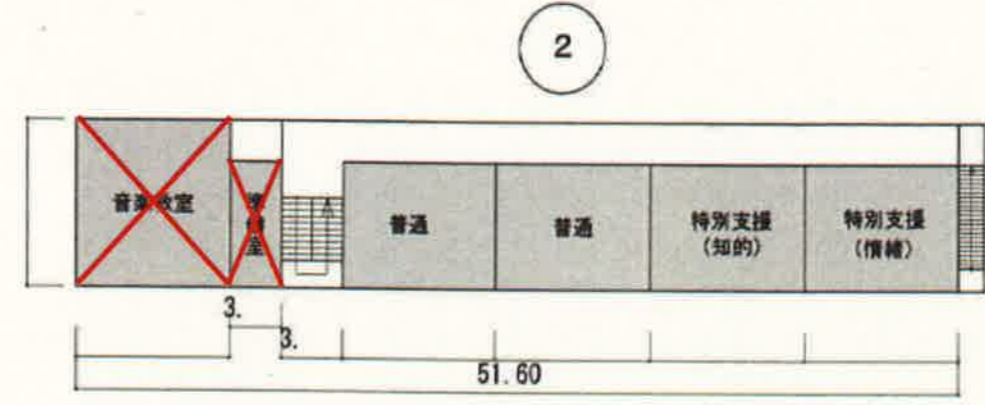 2
音楽教室
準備室
普通
普通
特別支援
(知的)
特別支援
(情緒)
3.
3.
51.60